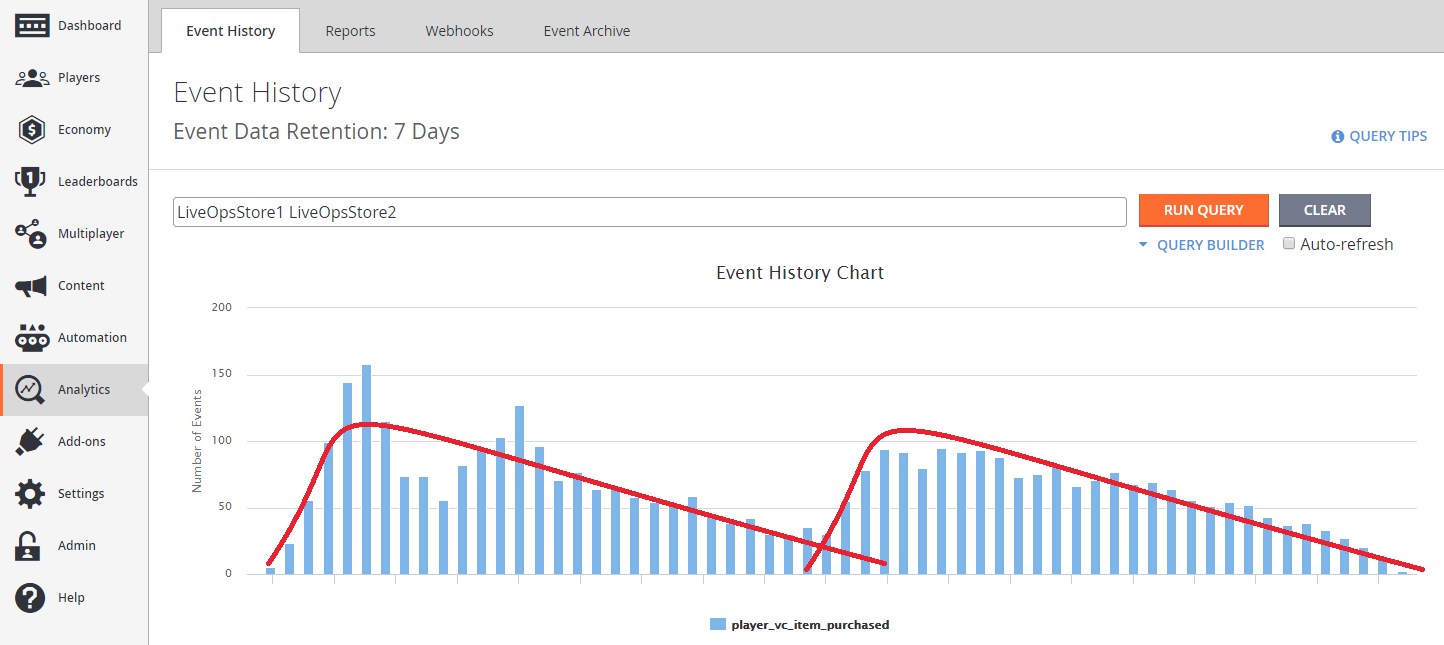 Dashboard
Players
Economy
Leaderboards
Multiplayer
Content
Automation
Analytics
Add-ons
Settings
Admin
Help
Event History Reports Webhooks Event Archive
Event History
Event Data Retention: 7 Days
QUERY TIPS
LiveOpsStore1 LiveOpsStore2 RUN QUERY CLEAR
QUERY BUILDER Auto-refresh
Event History Chart
Number of Events
200
150
100
50
0
player_vc_item_purchased